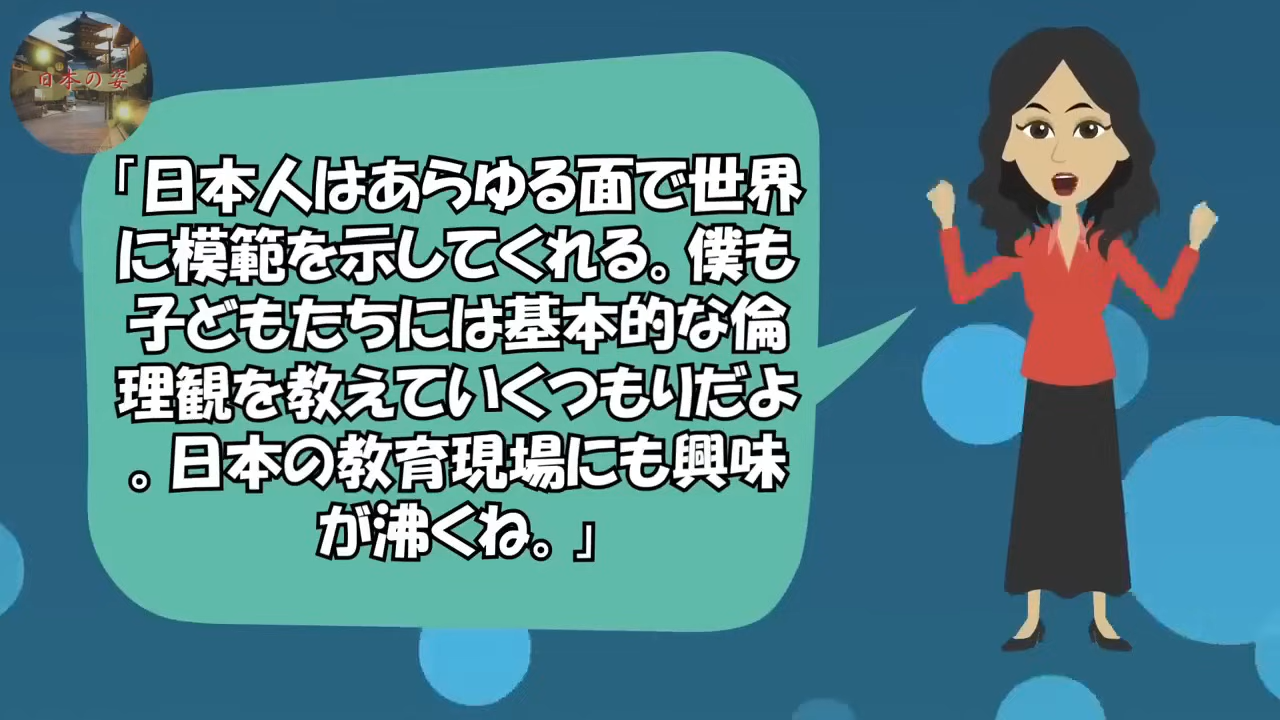 日本の姿
「日本人はあらゆる面で世界
に模範を示してくれる。僕も
子どもたちには基本的な倫
理観を教えていくつもりだよ
。日本の教育現場にも興味
が沸くね。」